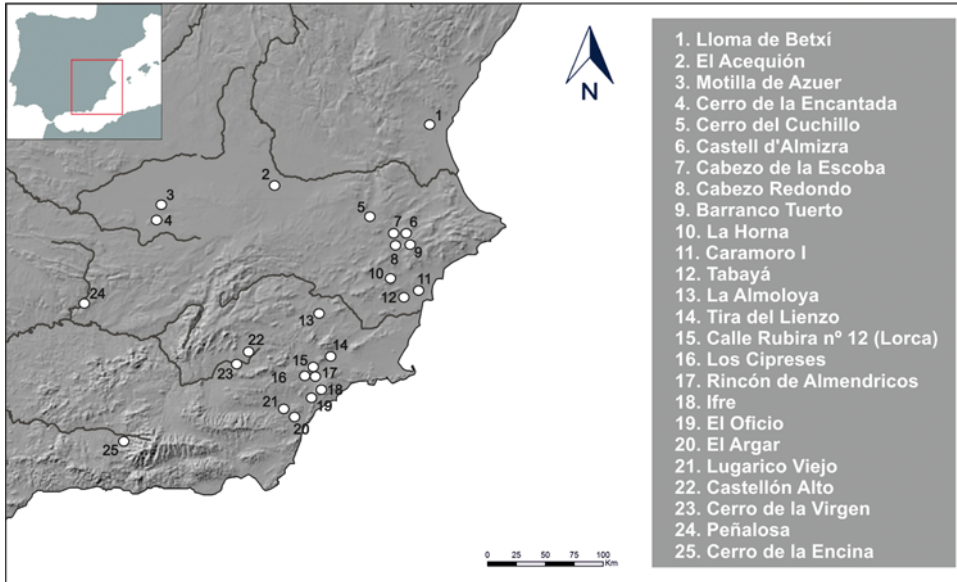 N
1. Lloma de Betxí
2. El Acequión
3. Motilla de Azuer
4. Cerro de la Encantada
5. Cerro del Cuchillo
6. Castell d'Almizra
7. Cabezo de la Escoba
8. Cabezo Redondo
9. Barranco Tuerto
10. La Horna
11. Caramoro I
12. Tabayá
13. La Almoloya
14. Tira del Lienzo
15. Calle Rubira nº 12 (Lorca)
16. Los Cipreses
17. Rincón de Almendricos
18. Ifre
19. El Oficio
20. El Argar
21. Lugarico Viejo
22. Castellón Alto
23. Cerro de la Virgen
24. Peñalosa
25. Cerro de la Encina
1
2
3
4
5
7 6
8 9
10
11
12
24
13
22
23
14
15
16 17
18
19
21
20
25
0 25 50 75 100
Km